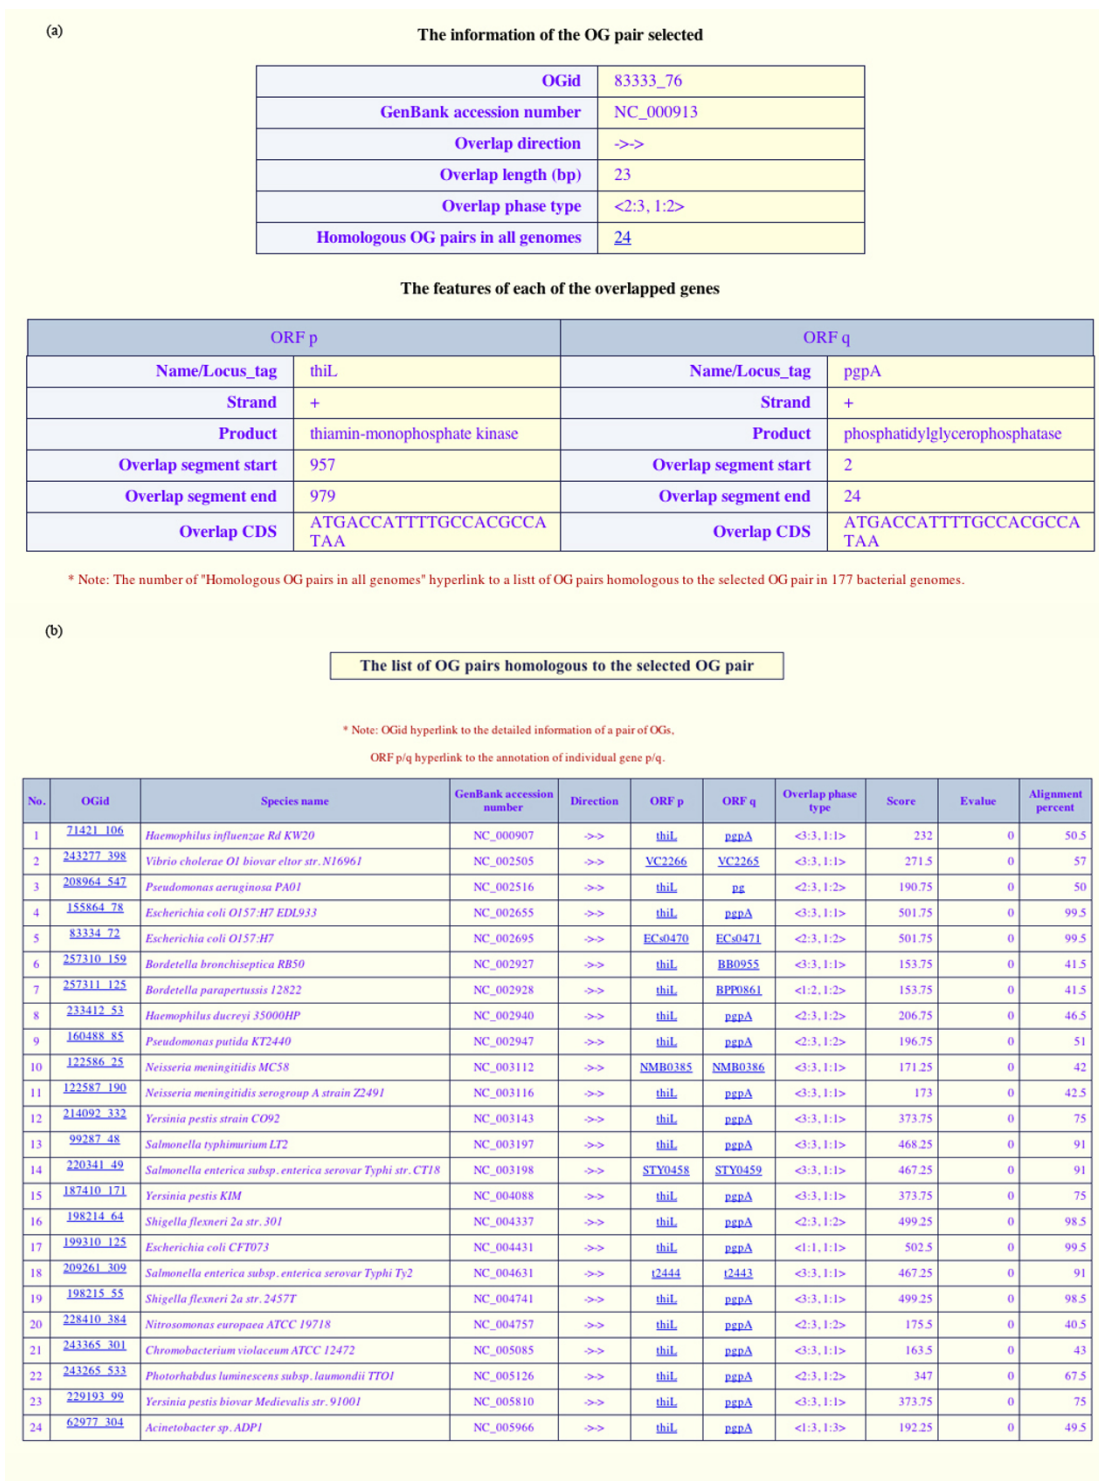 (a)
The information of the OG pair selected
OGid 83333_76
GenBank accession number NC_000913
Overlap direction ->->
Overlap length (bp) 23
Overlap phase type <2:3, 1:2>
Homologous OG pairs in all genomes 24
The features of each of the overlapped genes
ORF p ORF q
Name/Locus_tag thiL Name/Locus_tag pgpA
Strand + Strand +
Product thiamin-monophosphate kinase Product phosphatidylglycerophosphatase
Overlap segment start 957 Overlap segment start 2
Overlap segment end 979 Overlap segment end 24
Overlap CDS ATGACCATTTTGCCACGCCA Overlap CDS ATGACCATTTTGCCACGCCA
TAA TAA
* Note: The number of "Homologous OG pairs in all genomes" hyperlink to a listt of OG pairs homologous to the selected OG pair in 177 bacterial genomes.
(b)
The list of OG pairs homologous to the selected OG pair
* Note: OGid hyperlink to the detailed information of a pair of OGs,
ORF p/q hyperlink to the annotation of individual gene p/q.
No. OGid Species name GenBank accession number Direction ORF p ORF q Overlap phase type Score Evalue Alignment percent
1 71421_106 Haemophilus influenzae Rd KW20 NC_000907 ->-> thiL pgpA <3:3, 1:1> 232 0 50.5
2 243277_398 Vibrio cholerae O1 biovar eltor str. N16961 NC_002505 ->-> VC2266 VC2265 <3:3, 1:1> 271.5 0 57
3 208964_547 Pseudomonas aeruginosa PA01 NC_002516 ->-> thiL pg <2:3, 1:2> 190.75 0 50
4 155864_78 Escherichia coli O157:H7 EDL933 NC_002655 ->-> thiL pgpA <3:3, 1:1> 501.75 0 99.5
5 83334_72 Escherichia coli O157:H7 NC_002695 ->-> ECs0470 ECs0471 <2:3, 1:2> 501.75 0 99.5
6 257310_159 Bordetella bronchiseptica RB50 NC_002927 ->-> thiL BB0955 <3:3, 1:1> 153.75 0 41.5
7 257311_125 Bordetella parapertussis 12822 NC_002928 ->-> thiL BPP0861 <1:2, 1:2> 153.75 0 41.5
8 233412_53 Haemophilus ducreyi 35000HP NC_002940 ->-> thiL pgpA <2:3, 1:2> 206.75 0 46.5
9 160488_85 Pseudomonas putida KT2440 NC_002947 ->-> thiL pgpA <2:3, 1:2> 196.75 0 51
10 122586_25 Neisseria meningitidis MC58 NC_003112 ->-> NMB0385 NMB0386 <3:3, 1:1> 171.25 0 42
11 122587_190 Neisseria meningitidis serogroup A strain Z2491 NC_003116 ->-> thiL pgpA <3:3, 1:1> 173 0 42.5
12 214092_332 Yersinia pestis strain CO92 NC_003143 ->-> thiL pgpA <3:3, 1:1> 373.75 0 75
13 99287_48 Salmonella typhimurium LT2 NC_003197 ->-> thiL pgpA <3:3, 1:1> 468.25 0 91
14 220341_49 Salmonella enterica subsp. enterica serovar Typhi str. CT18 NC_003198 ->-> STY0458 STY0459 <3:3, 1:1> 467.25 0 91
15 187410_171 Yersinia pestis KIM NC_004088 ->-> thiL pgpA <3:3, 1:1> 373.75 0 75
16 198214_64 Shigella flexneri 2a str. 301 NC_004337 ->-> thiL pgpA <2:3, 1:2> 499.25 0 98.5
17 199310_125 Escherichia coli CFT073 NC_004431 ->-> thiL pgpA <1:1, 1:1> 502.5 0 99.5
18 209261_309 Salmonella enterica subsp. enterica serovar Typhi Ty2 NC_004631 ->-> t2444 t2443 <3:3, 1:1> 467.25 0 91
19 198215_55 Shigella flexneri 2a str. 2457T NC_004741 ->-> thiL pgpA <3:3, 1:1> 499.25 0 98.5
20 228410_384 Nitrosomonas europaea ATCC 19718 NC_004757 ->-> thiL pgpA <2:3, 1:2> 175.5 0 40.5
21 243365_301 Chromobacterium violaceum ATCC 12472 NC_005085 ->-> thiL pgpA <3:3, 1:1> 163.5 0 43
22 243265_533 Photorhabdus luminescens subsp. laumondii TTO1 NC_005126 ->-> thiL pgpA <2:3, 1:2> 347 0 67.5
23 229193_99 Yersinia pestis biovar Medievalis str. 91001 NC_005810 ->-> thiL pgpA <3:3, 1:1> 373.75 0 75
24 62977_304 Acinetobacter sp. ADP1 NC_005966 ->-> thiL pgpA <1:3, 1:3> 192.25 0 49.5